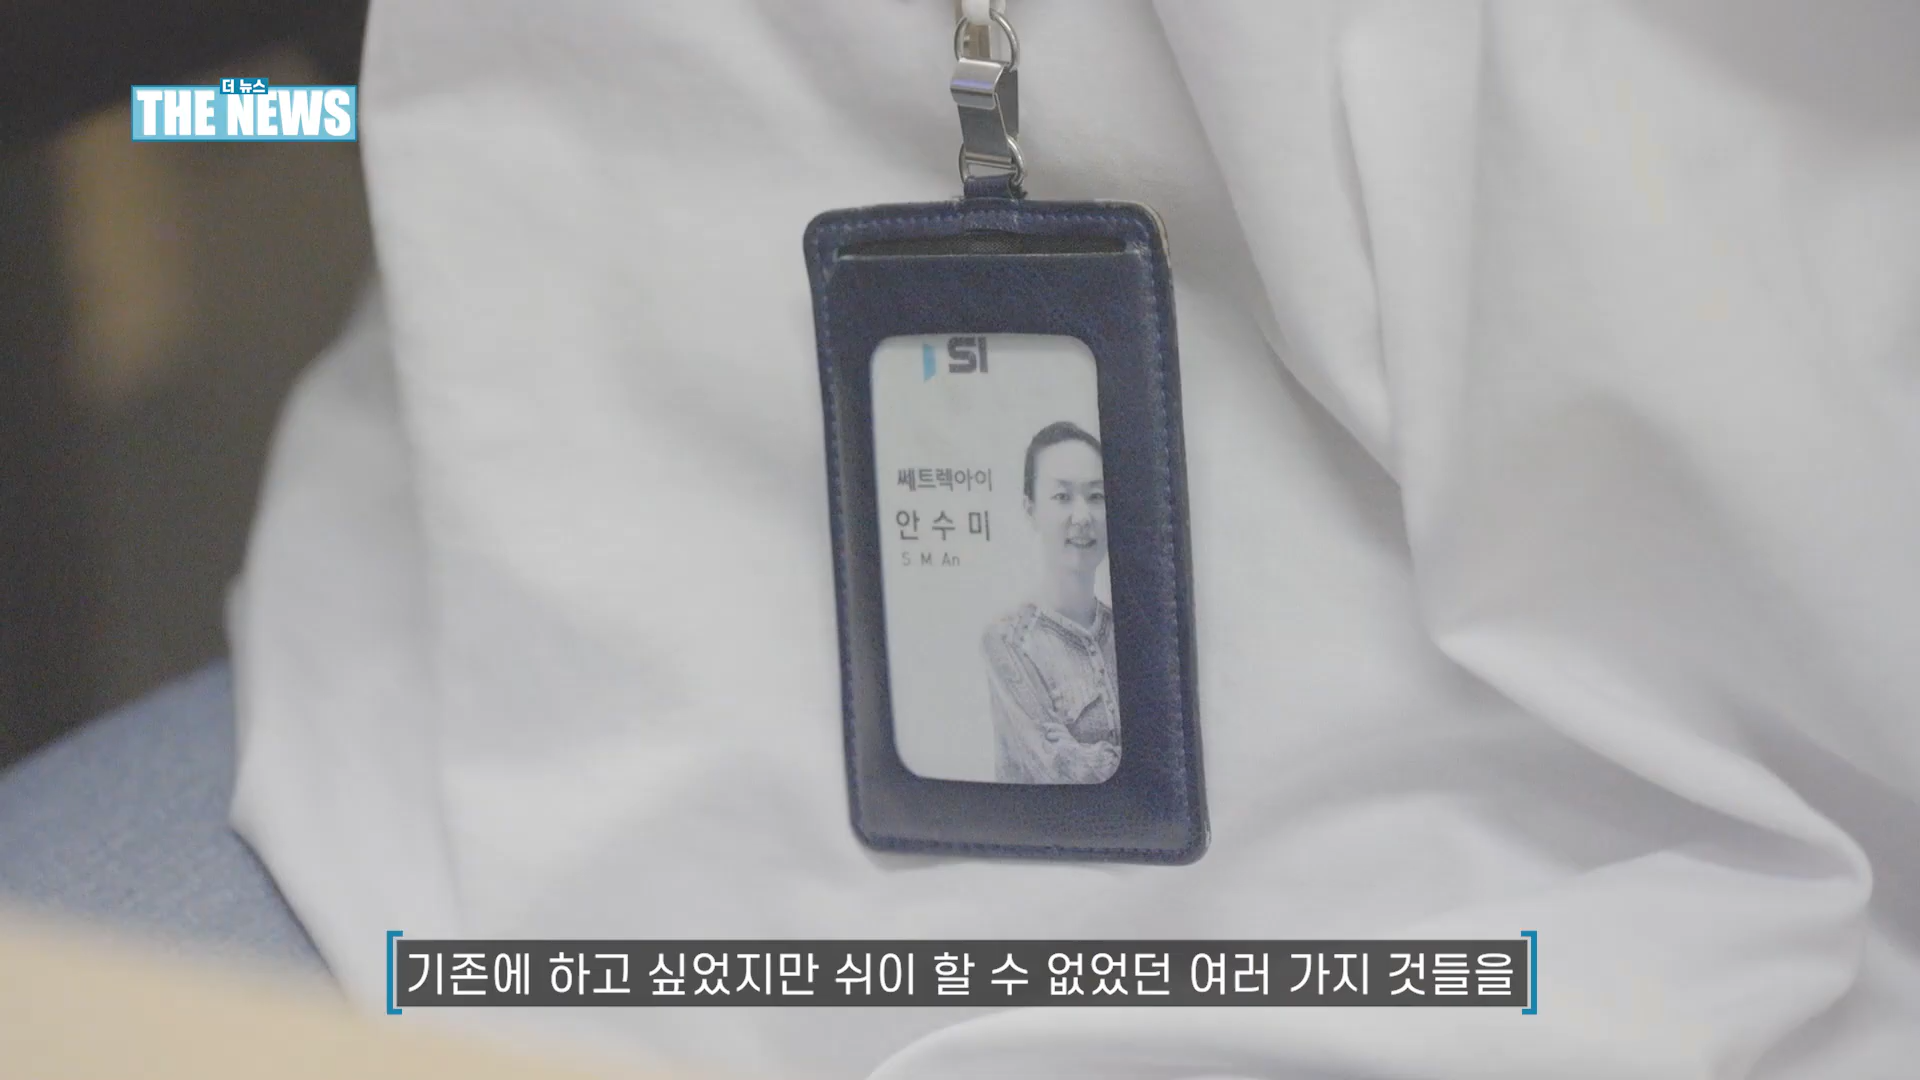 더 뉴스
THE NEWS
SI
쎄트렉아이
안수미
S M An
기존에 하고 싶었지만 쉬이 할 수 없었던 여러 가지 것들을